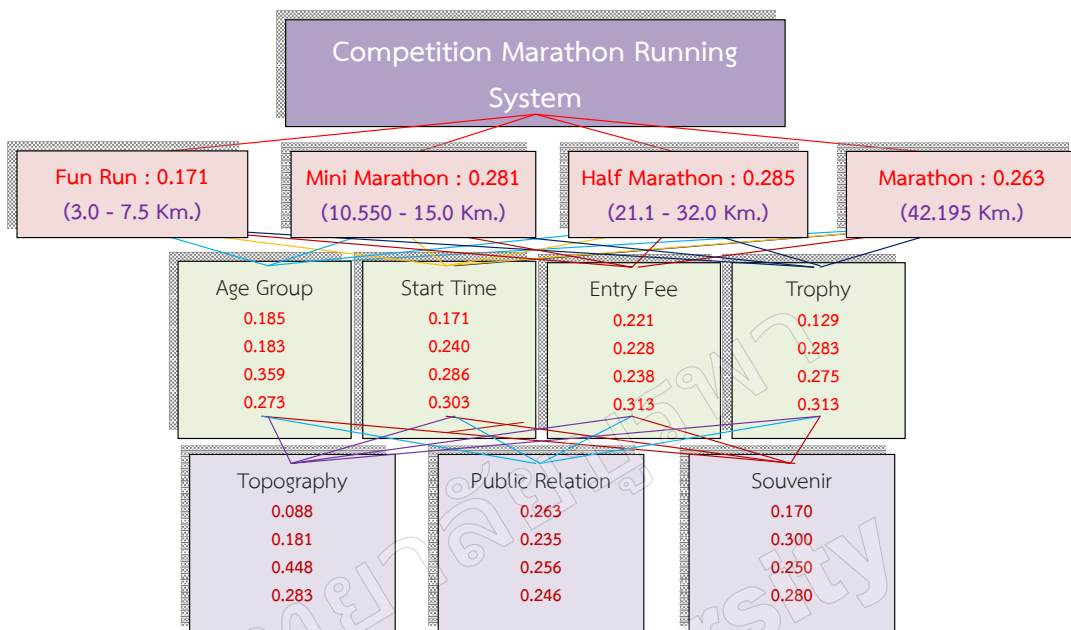 Competition Marathon Running
System
Fun Run : 0.171
(3.0 - 7.5 Km.)
Mini Marathon : 0.281
(10.550 - 15.0 Km.)
Half Marathon : 0.285
(21.1 - 32.0 Km.)
Marathon : 0.263
(42.195 Km.)
Age Group
0.185
0.183
0.359
0.273
Start Time
0.171
0.240
0.286
0.303
Entry Fee
0.221
0.228
0.238
0.313
Trophy
0.129
0.283
0.275
0.313
Topography
0.088
0.181
0.448
0.283
Public Relation
0.263
0.235
0.256
0.246
Souvenir
0.170
0.300
0.250
0.280